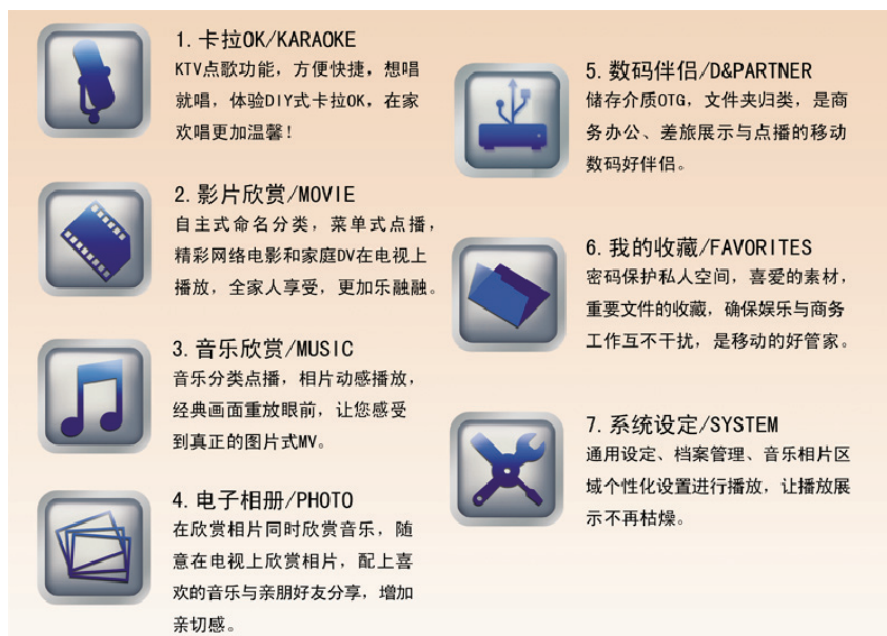 1. 卡拉OK/KARAOKE
KTV点歌功能，方便快捷，想唱
就唱，体验DIY式卡拉OK，在家
欢唱更加温馨！
2. 影片欣赏/MOVIE
自主式命名分类，菜单式点播，
精彩网络电影和家庭DV在电视上
播放，全家人享受，更加乐融融。
3. 音乐欣赏/MUSIC
音乐分类点播，相片动感播放，
经典画面重放眼前，让您感受
到真正的图片式MV。
4. 电子相册/PHOTO
在欣赏相片同时欣赏音乐，随
意在电视上欣赏相片，配上喜
欢的音乐与亲朋好友分享，增加
亲切感。
5. 数码伴侣/D&PARTNER
储存介质OTG，文件夹归类，是商
务办公、差旅展示与点播的移动
数码好伴侣。
6. 我的收藏/FAVORITES
密码保护私人空间，喜爱的素材，
重要文件的收藏，确保娱乐与商务
工作互不干扰，是移动的好管家。
7. 系统设定/SYSTEM
通用设定、档案管理、音乐相片区
域个性化设置进行播放，让播放展
示不再枯燥。